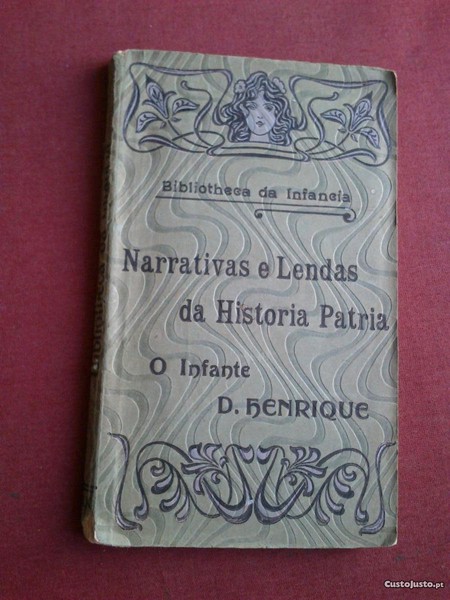 Bibliotheca da Infancia
Narrativas e Lendas
da Historia Patria
O Infante
D. HENRIQUE
CustoJusto.pt